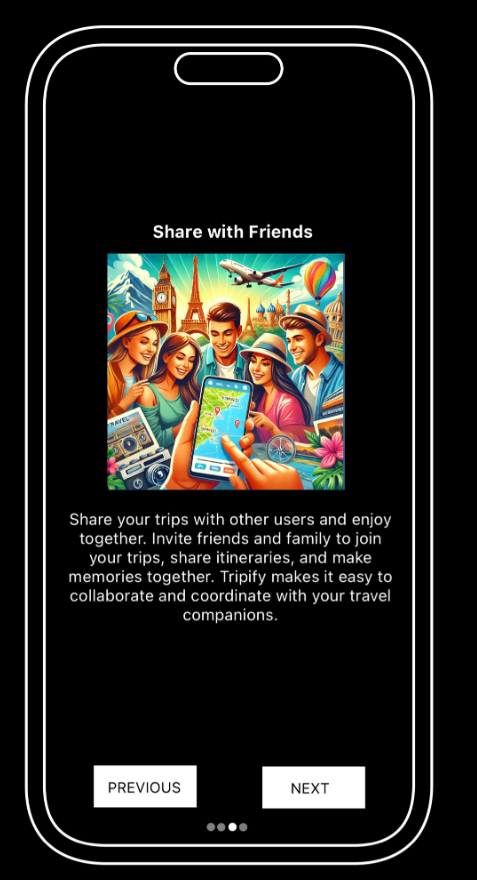 Share with Friends
TRAVEL
Share your trips with other users and enjoy
together. Invite friends and family to join
your trips, share itineraries, and make
memories together. Tripify makes it easy to
collaborate and coordinate with your travel
companions.
PREVIOUS
NEXT